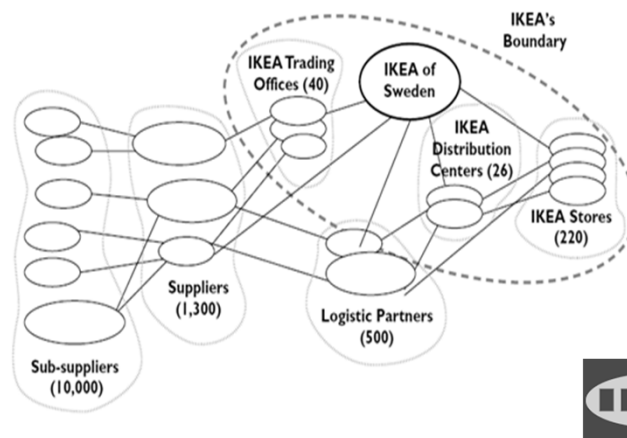 IKEA's
Boundary
IKEA Trading
Offices (40)
IKEA of
Sweden
IKEA
Distribution
Centers (26)
IKEA Stores
(220)
Suppliers
(1,300)
Logistic Partners
(500)
Sub-suppliers
(10,000)